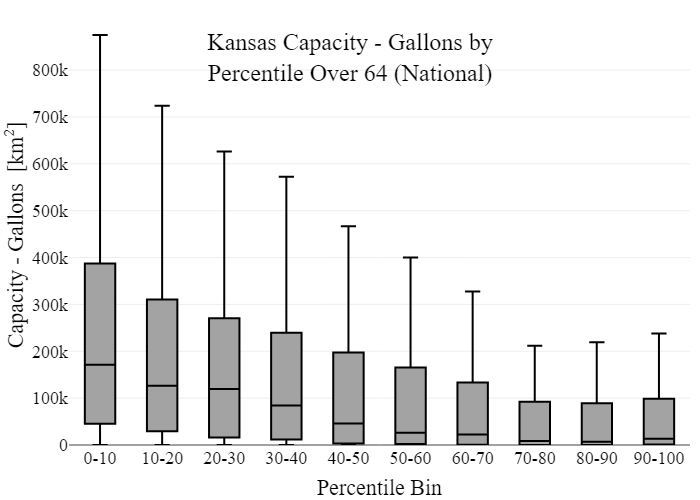 Kansas Capacity - Gallons by
Percentile Over 64 (National)
Capacity - Gallons [km²]
800k
700k
600k
500k
400k
300k
200k
100k
0
0-10 10-20 20-30 30-40 40-50 50-60 60-70 70-80 80-90 90-100
Percentile Bin